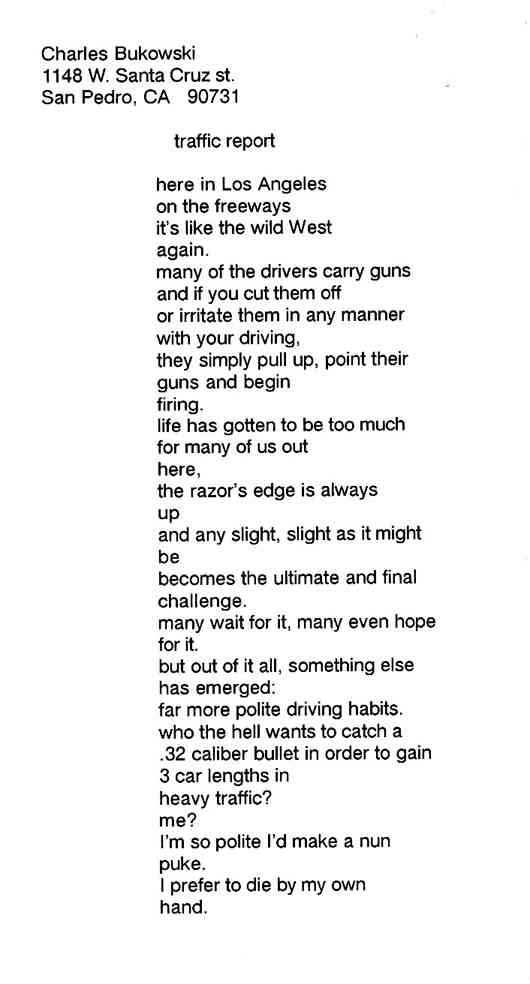 Charles Bukowski
1148 W. Santa Cruz st.
San Pedro, CA 90731
traffic report
here in Los Angeles
on the freeways
it's like the wild West
again.
many of the drivers carry guns
and if you cut them off
or irritate them in any manner
with your driving,
they simply pull up, point their
guns and begin
firing.
life has gotten to be too much
for many of us out
here,
the razor's edge is always
up
and any slight, slight as it might
be
becomes the ultimate and final
challenge.
many wait for it, many even hope
for it.
but out of it all, something else
has emerged:
far more polite driving habits.
who the hell wants to catch a
.32 caliber bullet in order to gain
3 car lengths in
heavy traffic?
me?
I'm so polite I'd make a nun
puke.
I prefer to die by my own
hand.